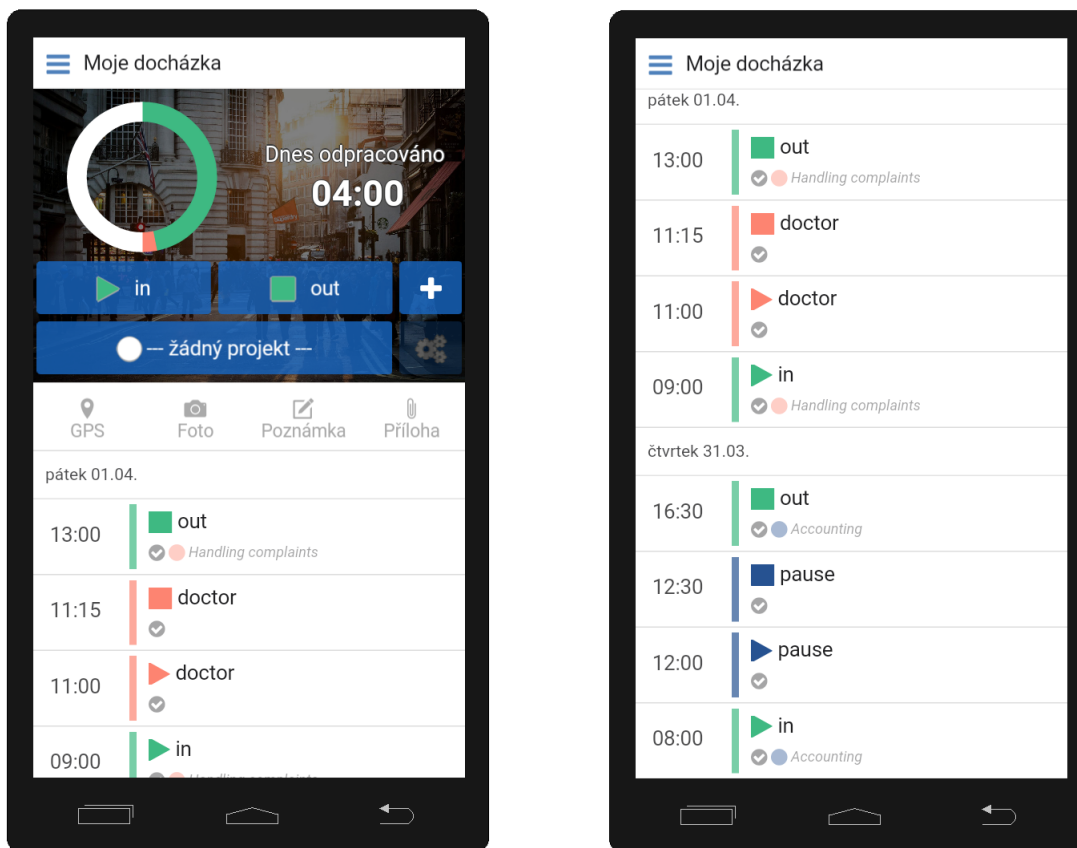 Moje docházka
Dnes odpracováno
04:00
in
out
--- žádný projekt ---
GPS
Foto
Poznámka
Příloha
pátek 01.04.
13:00
out
Handling complaints
11:15
doctor
11:00
doctor
09:00
in
Handling complaints
Moje docházka
pátek 01.04.
13:00
out
Handling complaints
11:15
doctor
11:00
doctor
09:00
in
Handling complaints
čtvrtek 31.03.
16:30
out
Accounting
12:30
pause
12:00
pause
08:00
in
Accounting